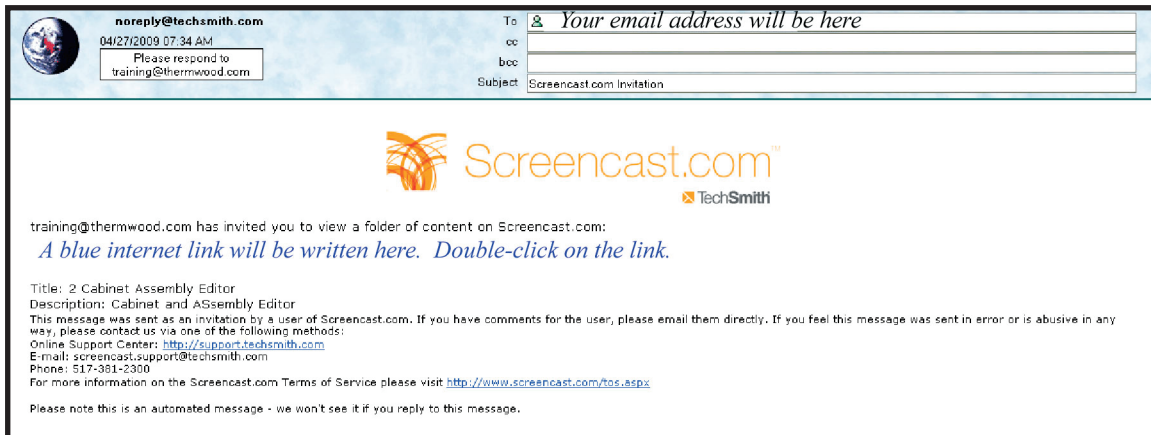 noreply@techsmith.com
04/27/2009 07:34 AM
Please respond to
training@thermwood.com
To Your email address will be here
cc
bcc
Subject Screencast.com Invitation
Screencast.com™
TechSmith
training@thermwood.com has invited you to view a folder of content on Screencast.com:
A blue internet link will be written here. Double-click on the link.
Title: 2 Cabinet Assembly Editor
Description: Cabinet and ASsembly Editor
This message was sent as an invitation by a user of Screencast.com. If you have comments for the user, please email them directly. If you feel this message was sent in error or is abusive in any
way, please contact us via one of the following methods:
Online Support Center: http://support.techsmith.com
E-mail: screencast.support@techsmith.com
Phone: 517-381-2300
For more information on the Screencast.com Terms of Service please visit http://www.screencast.com/tos.aspx
Please note this is an automated message - we won't see it if you reply to this message.